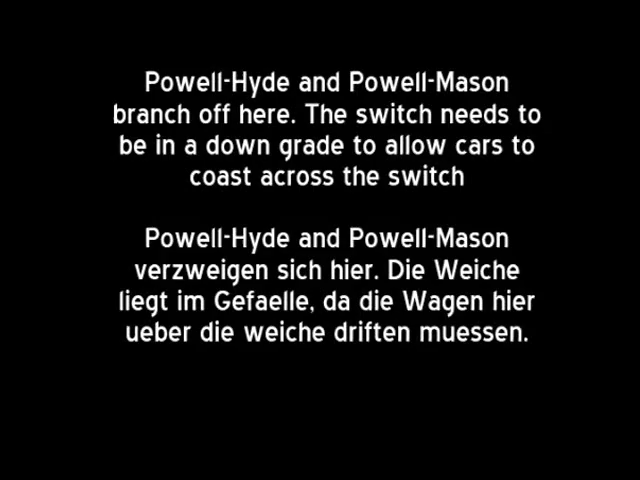 Powell-Hyde and Powell-Mason
branch off here. The switch needs to
be in a down grade to allow cars to
coast across the switch
Powell-Hyde and Powell-Mason
verzweigen sich hier. Die Weiche
liegt im Gefaelle, da die Wagen hier
ueber die weiche driften muessen.